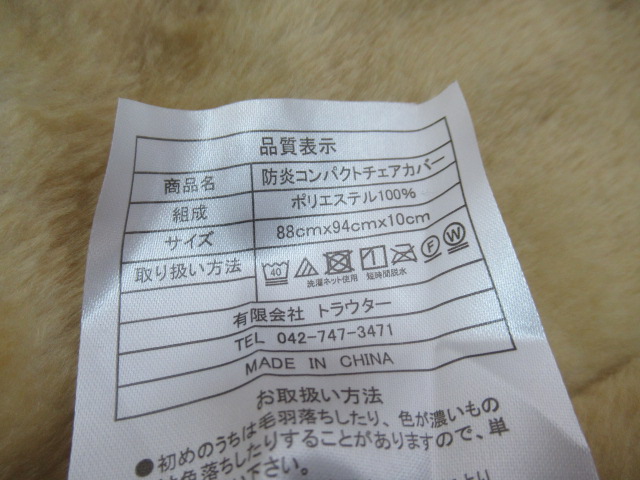 品質表示
商品名 防炎コンパクトチェアカバー
組成 ポリエステル100%
サイズ 88cmx94cmx10cm
取り扱い方法 40 F W
洗濯ネット使用 短時間脱水
有限会社 トラウター
TEL 042-747-3471
MADE IN CHINA
お取扱い方法
●初めのうちは毛羽落ちしたり、色が濃いもの
は色落ちしたりすることがありますので、単
下さい。
より